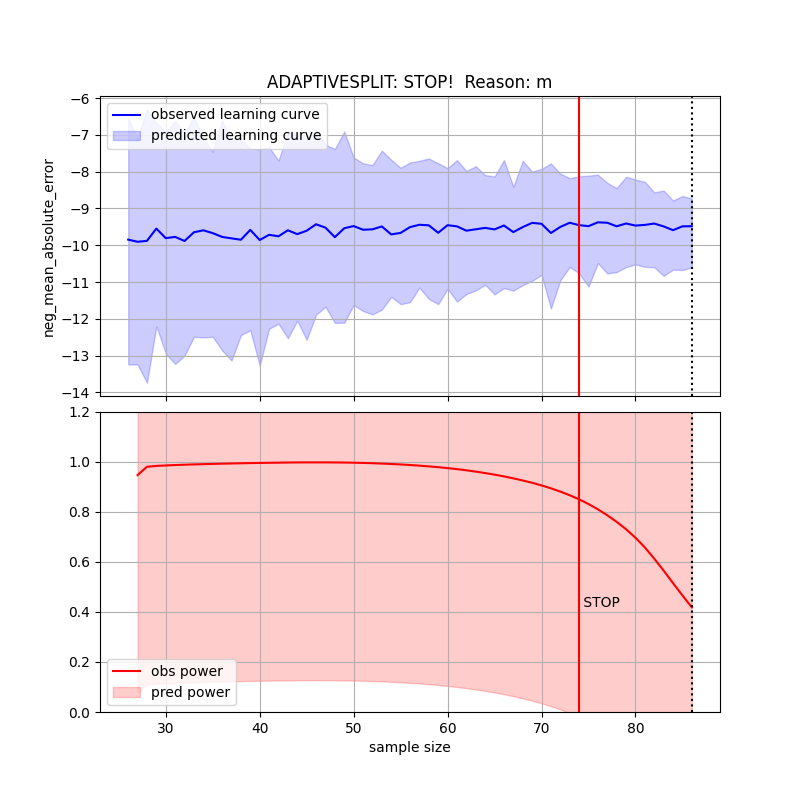 ADAPTIVESPLIT: STOP!  Reason: m
observed learning curve
predicted learning curve
neg_mean_absolute_error
−6
−7
−8
−9
−10
−11
−12
−13
−14
1.2
1.0
0.8
0.6
0.4
0.2
0.0
STOP
obs power
pred power
30 40 50 60 70 80
sample size